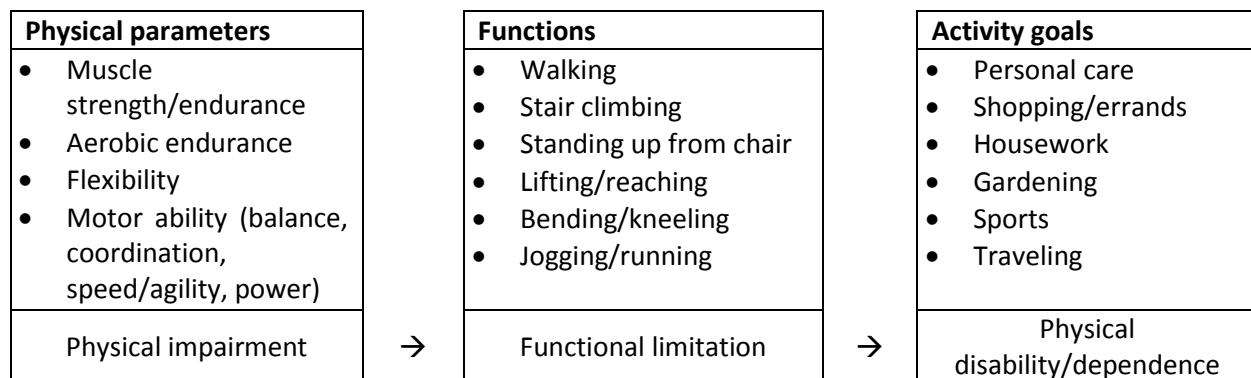 Physical parameters
• Muscle
strength/endurance
• Aerobic endurance
• Flexibility
• Motor ability (balance,
coordination,
speed/agility, power)
Physical impairment
→
Functions
• Walking
• Stair climbing
• Standing up from chair
• Lifting/reaching
• Bending/kneeling
• Jogging/running
Functional limitation
→
Activity goals
• Personal care
• Shopping/errands
• Housework
• Gardening
• Sports
• Traveling
Physical
disability/dependence